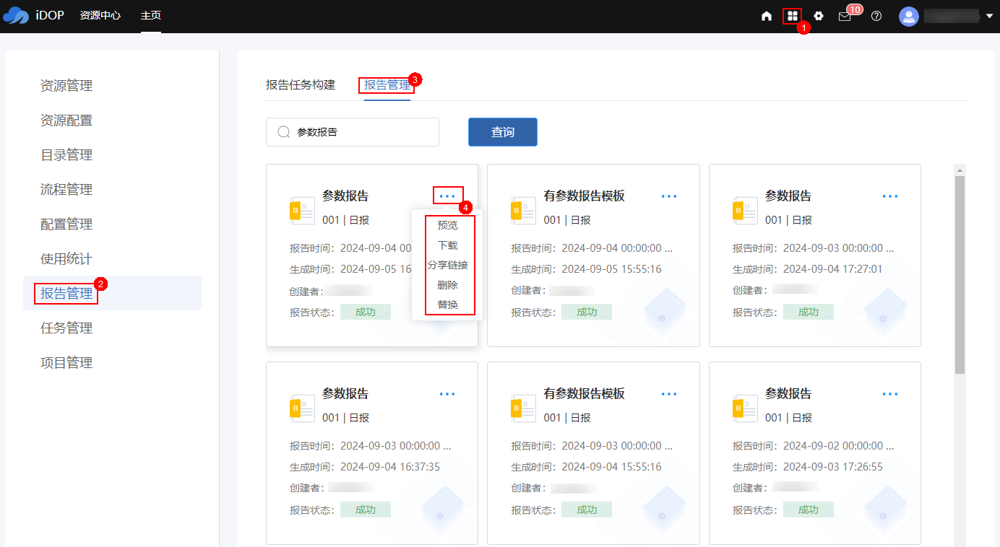 iDOP 资源中心 主页 10
1
资源管理
资源配置
目录管理
流程管理
配置管理
使用统计
报告管理 2
任务管理
项目管理
报告任务构建 报告管理 3
参数报告 查询
参数报告 ...
001 | 日报 4
报告时间: 2024-09-04 00
生成时间: 2024-09-05 16
创建者:
报告状态: 成功
预览
下载
分享链接
删除
替换
有参数报告模板 ...
001 | 日报
报告时间: 2024-09-04 00:00:00 ...
生成时间: 2024-09-05 15:55:16
创建者:
报告状态: 成功
参数报告 ...
001 | 日报
报告时间: 2024-09-03 00:00:00 ...
生成时间: 2024-09-04 17:27:01
创建者:
报告状态: 成功
参数报告 ...
001 | 日报
报告时间: 2024-09-03 00:00:00 ...
生成时间: 2024-09-04 16:37:35
创建者:
报告状态: 成功
有参数报告模板 ...
001 | 日报
报告时间: 2024-09-03 00:00:00 ...
生成时间: 2024-09-04 15:55:16
创建者:
报告状态: 成功
参数报告 ...
001 | 日报
报告时间: 2024-09-02 00:00:00 ...
生成时间: 2024-09-03 17:26:55
创建者:
报告状态: 成功